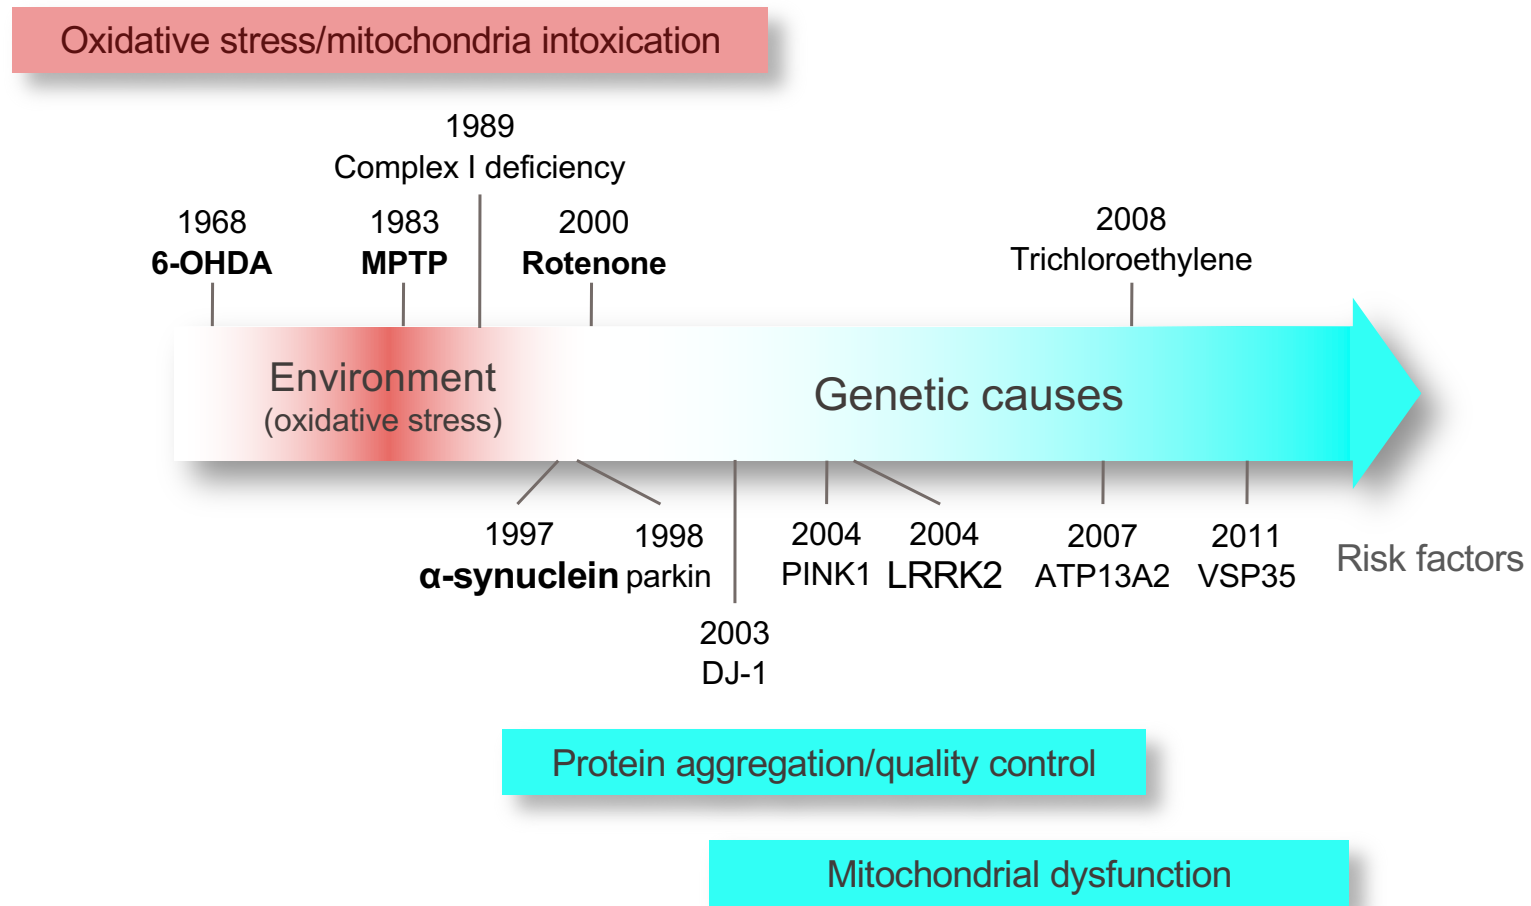 Oxidative stress/mitochondria intoxication
1989
Complex I deficiency
1968
6-OHDA
1983
MPTP
2000
Rotenone
2008
Trichloroethylene
Environment
(oxidative stress)
Genetic causes
1997
α-synuclein
1998
parkin
2003
DJ-1
2004
PINK1
2004
LRRK2
2007
ATP13A2
2011
VSP35
Risk factors
Protein aggregation/quality control
Mitochondrial dysfunction